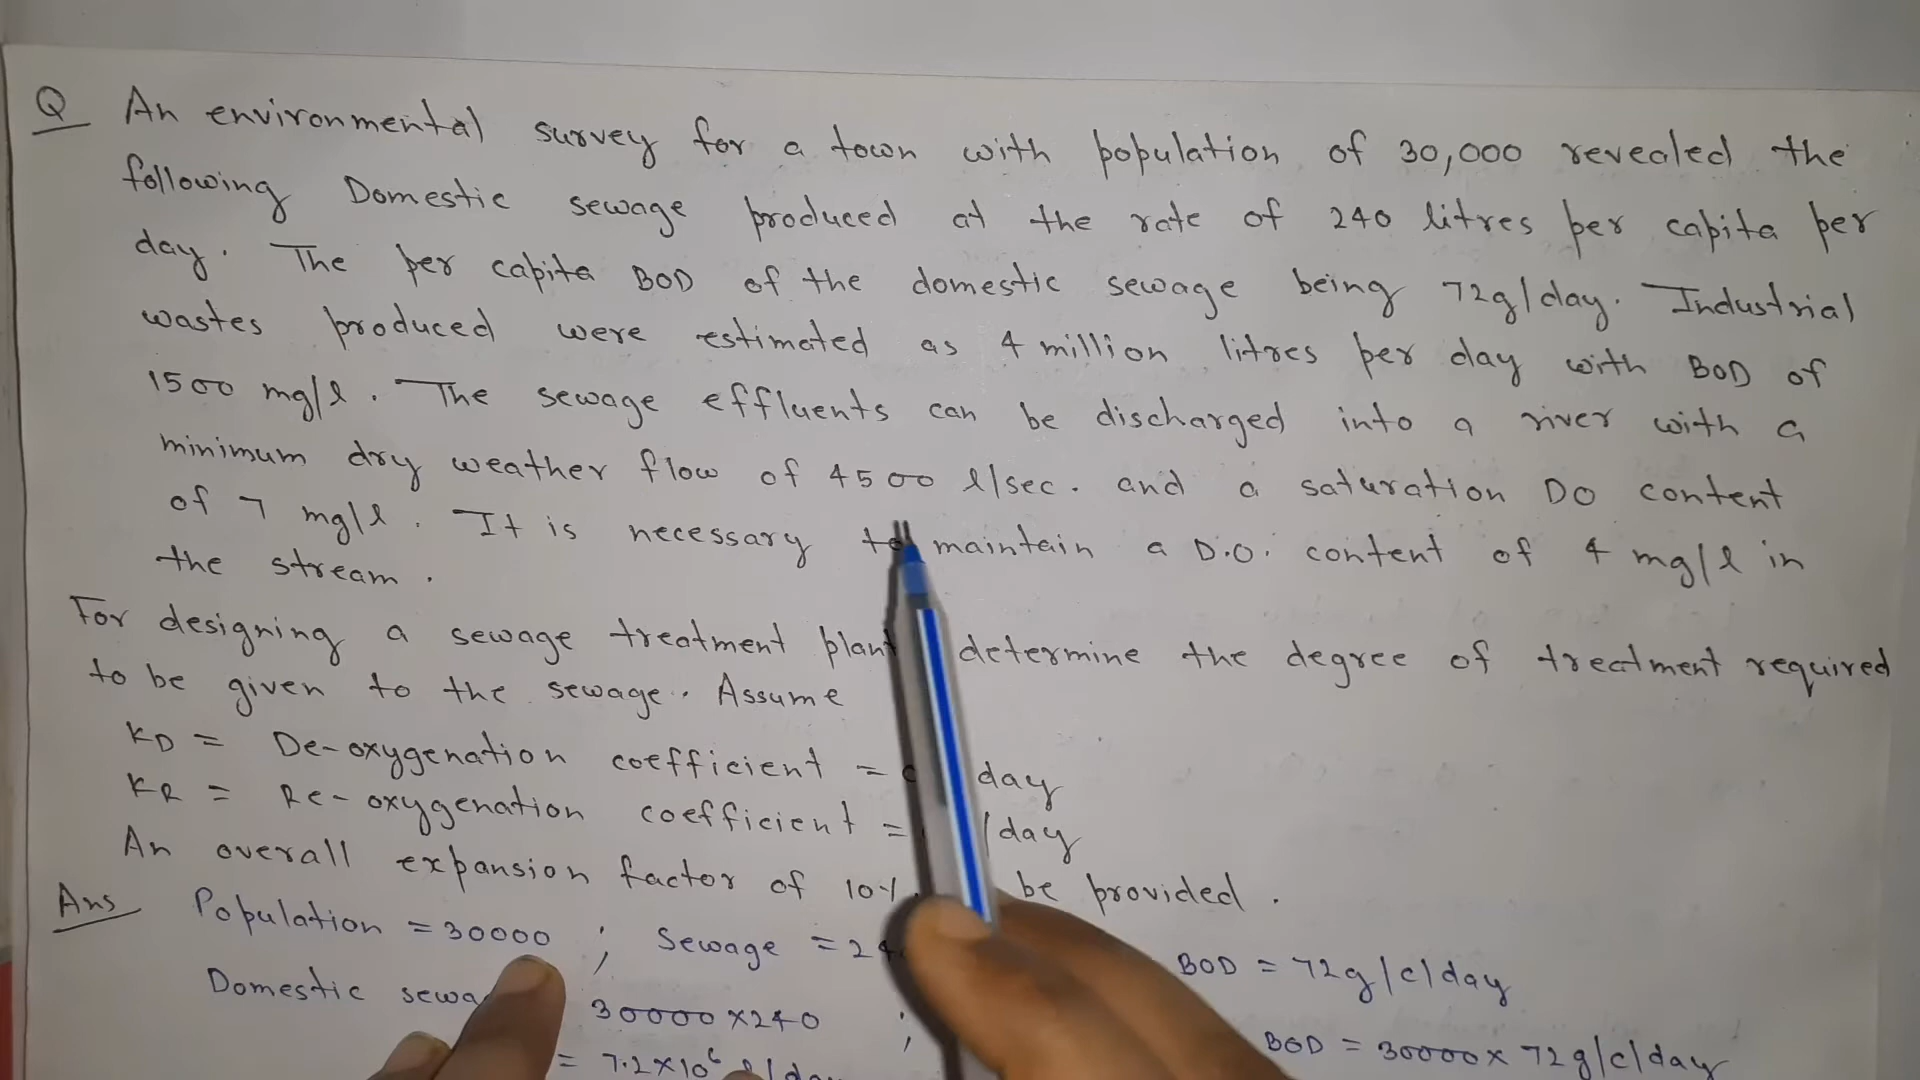 Q An environmental survey for a town with population of 30,000 revealed the
following Domestic sewage produced at the rate of 240 litres per capita per
day. The per capita BOD of the domestic sewage being 72g/day. Industrial
wastes produced were estimated as 4 million litres per day with BOD of
1500 mg/l. The sewage effluents can be discharged into a river with a
minimum dry weather flow of 4500 l/sec. and a saturation DO content
of 7 mg/l. It is necessary to maintain a D.O. content of 4 mg/l in
the stream.
For designing a sewage treatment plant determine the degree of treatment required
to be given to the sewage. Assume
KD = De-oxygenation coefficient = day
KR = Re-oxygenation coefficient = /day
An overall expansion factor of 10% be provided.
Ans Population = 30000 ; Sewage = BOD = 72g/c/day
Domestic 30000×240 ; BOD = 30000×72g/c/day
= 7.2×10⁶ l/day